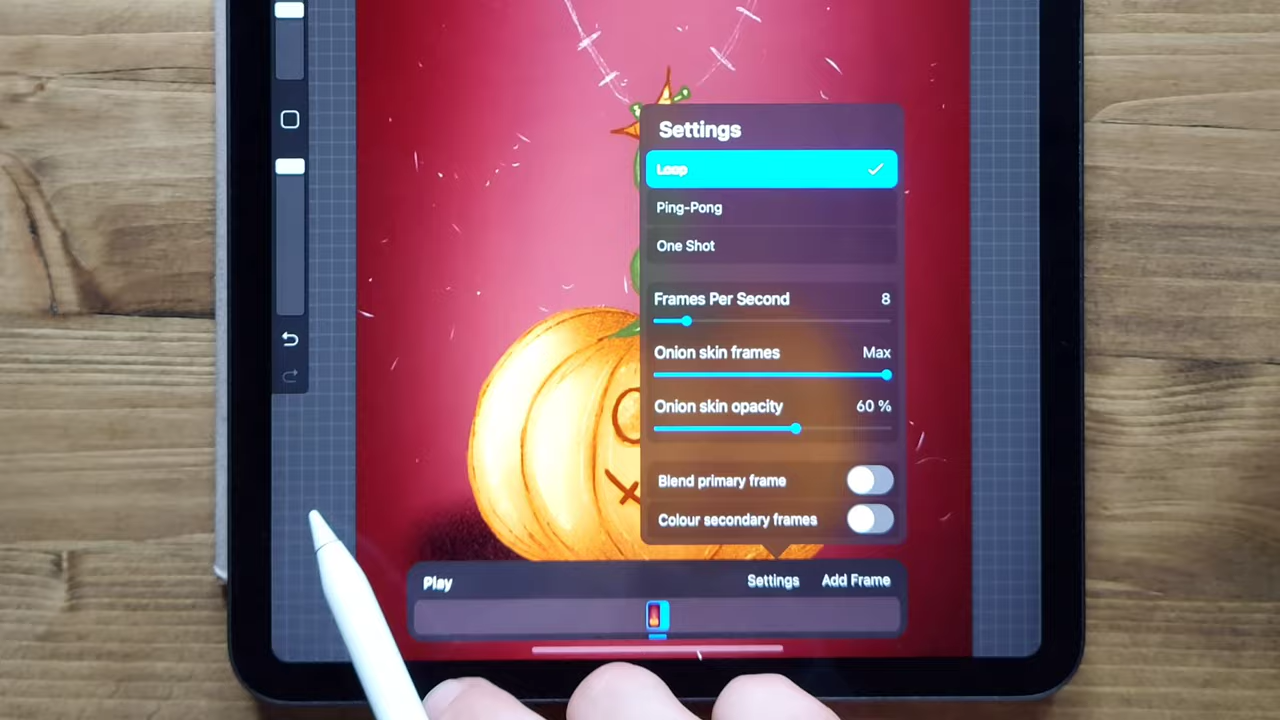 Settings
Loop
Ping-Pong
One Shot
Frames Per Second 8
Onion skin frames Max
Onion skin opacity 60 %
Blend primary frame
Colour secondary frames
Play Settings Add Frame